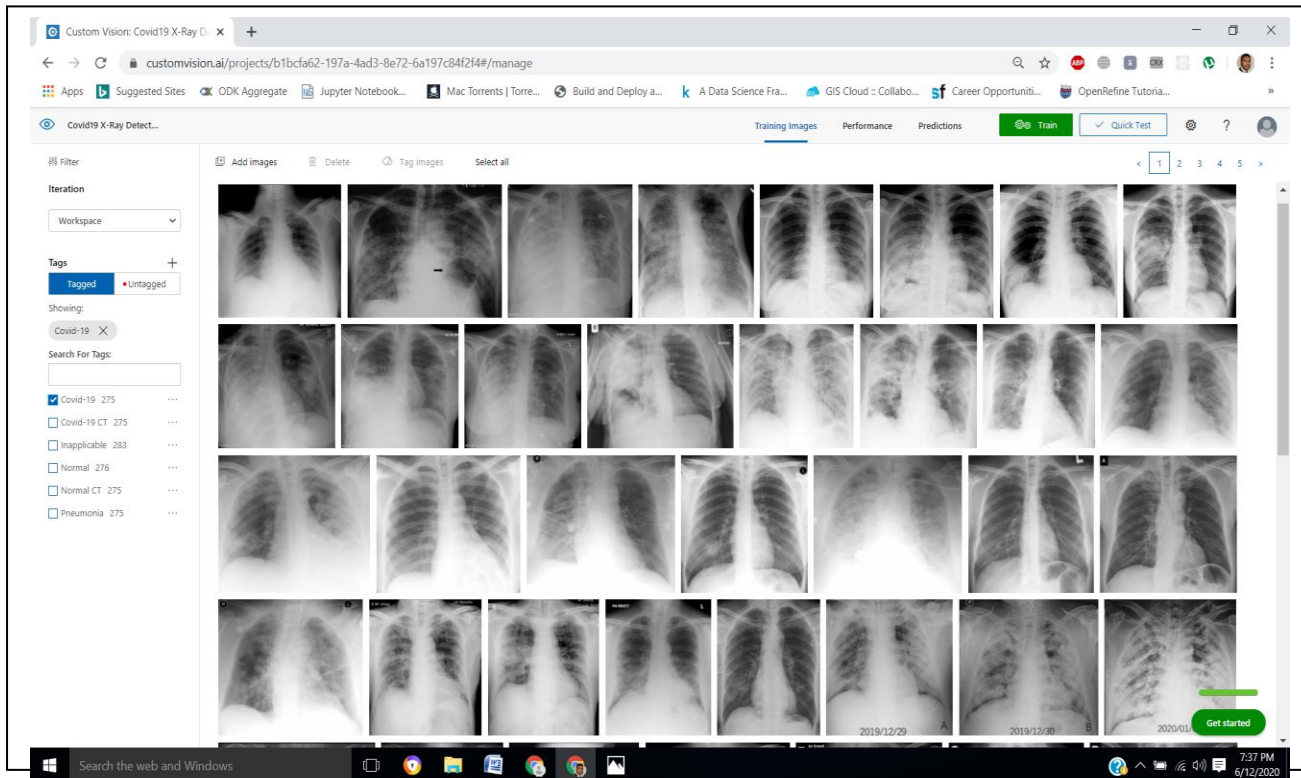 Custom Vision: Covid19 X-Ray D
customvision.ai/projects/b1bcfa62-197a-4ad3-8e72-6a197c84f2f4#/manage
Apps Suggested Sites ODK Aggregate Jupyter Notebook... Mac Torrents | Torre... Build and Deploy a... A Data Science Fra... GIS Cloud :: Collabo... Career Opportuniti... OpenRefine Tutoria... »
Covid19 X-Ray Detect... Training Images Performance Predictions Train Quick Test ?
Filter Add images Delete Tag images Select all < 1 2 3 4 5 >
Iteration
Workspace
Tags +
Tagged Untagged
Showing:
Covid-19 X
Search For Tags:
Covid-19 275 ...
Covid-19 CT 275 ...
Inapplicable 283 ...
Normal 276 ...
Normal CT 275 ...
Pneumonia 275 ...
2019/12/29 A 2019/12/30 B 2020/01/
Get started
Search the web and Windows
7:37 PM
6/12/2020